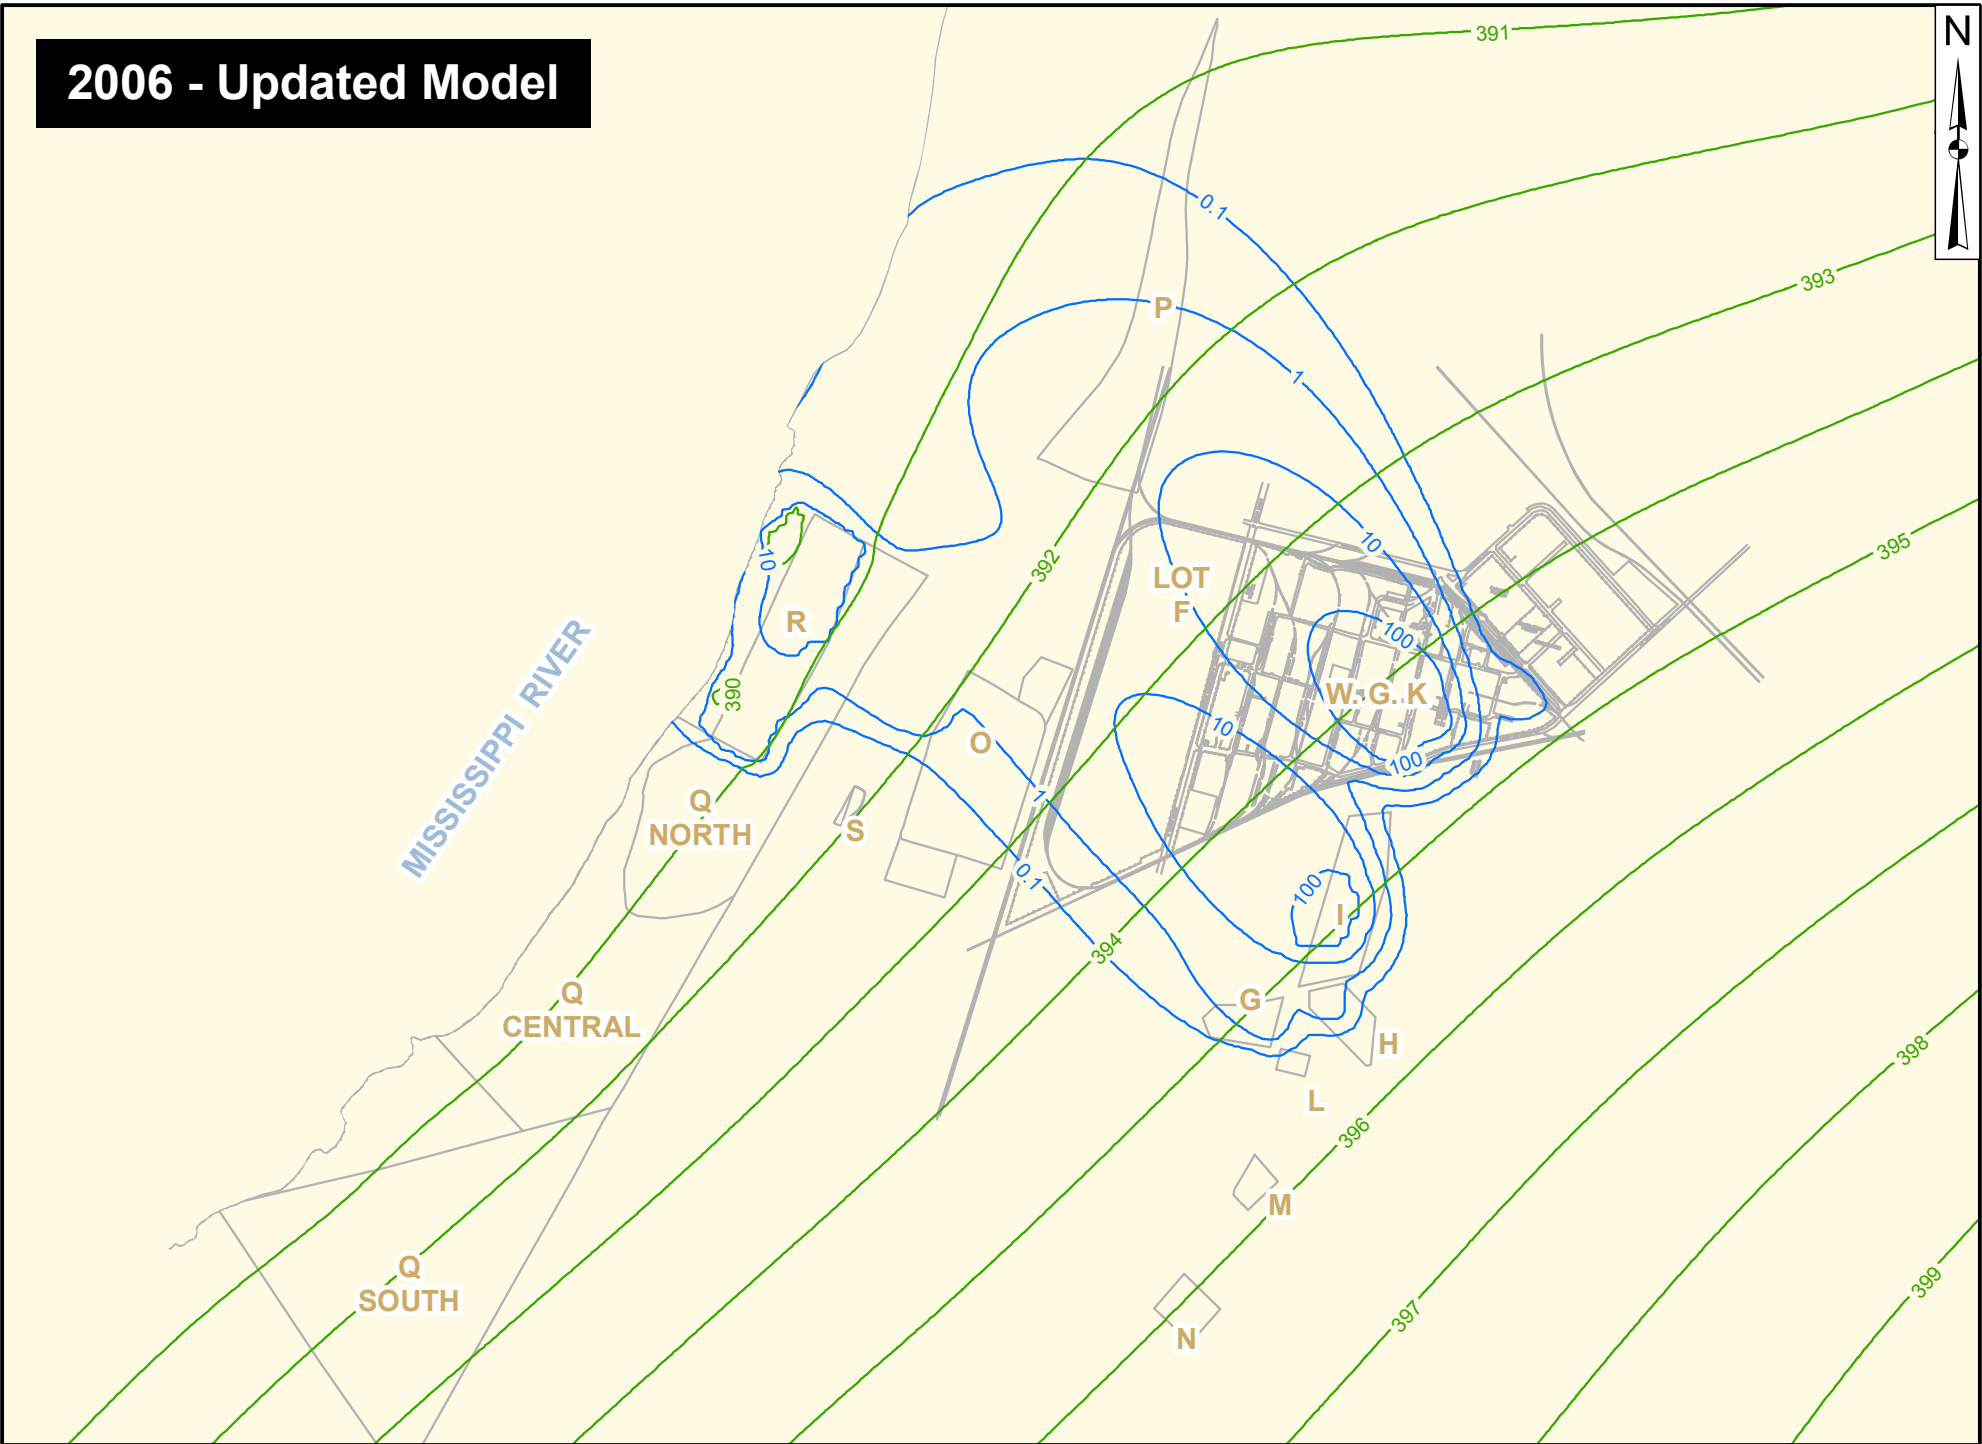 2006 - Updated Model
N
391
0.1
393
P
1
10
395
392
10
LOT
F
R
100
MISSISSIPPI RIVER
390
W. G. K
10
O
100
1
Q
NORTH
S
0.1
100
I
394
Q
CENTRAL
G
H
398
L
396
M
Q
SOUTH
399
397
N